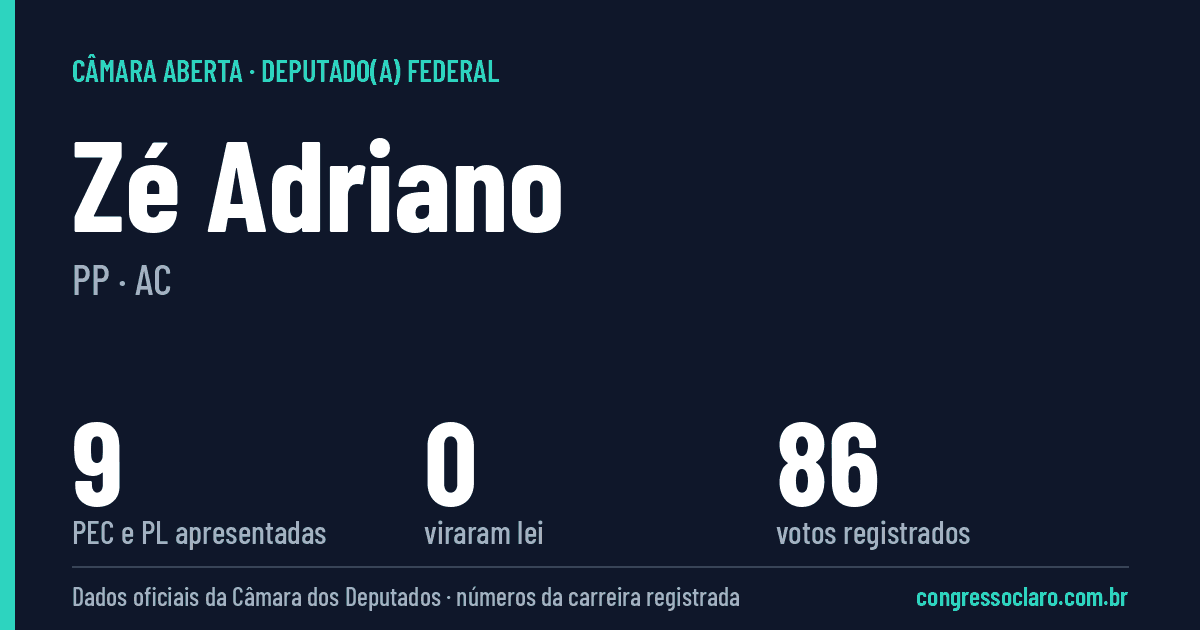 CÂMARA ABERTA · DEPUTADO(A) FEDERAL
Zé Adriano
PP · AC
9 0 86
PEC e PL apresentadas viraram lei votos registrados
Dados oficiais da Câmara dos Deputados · números da carreira registrada congressoclaro.com.br